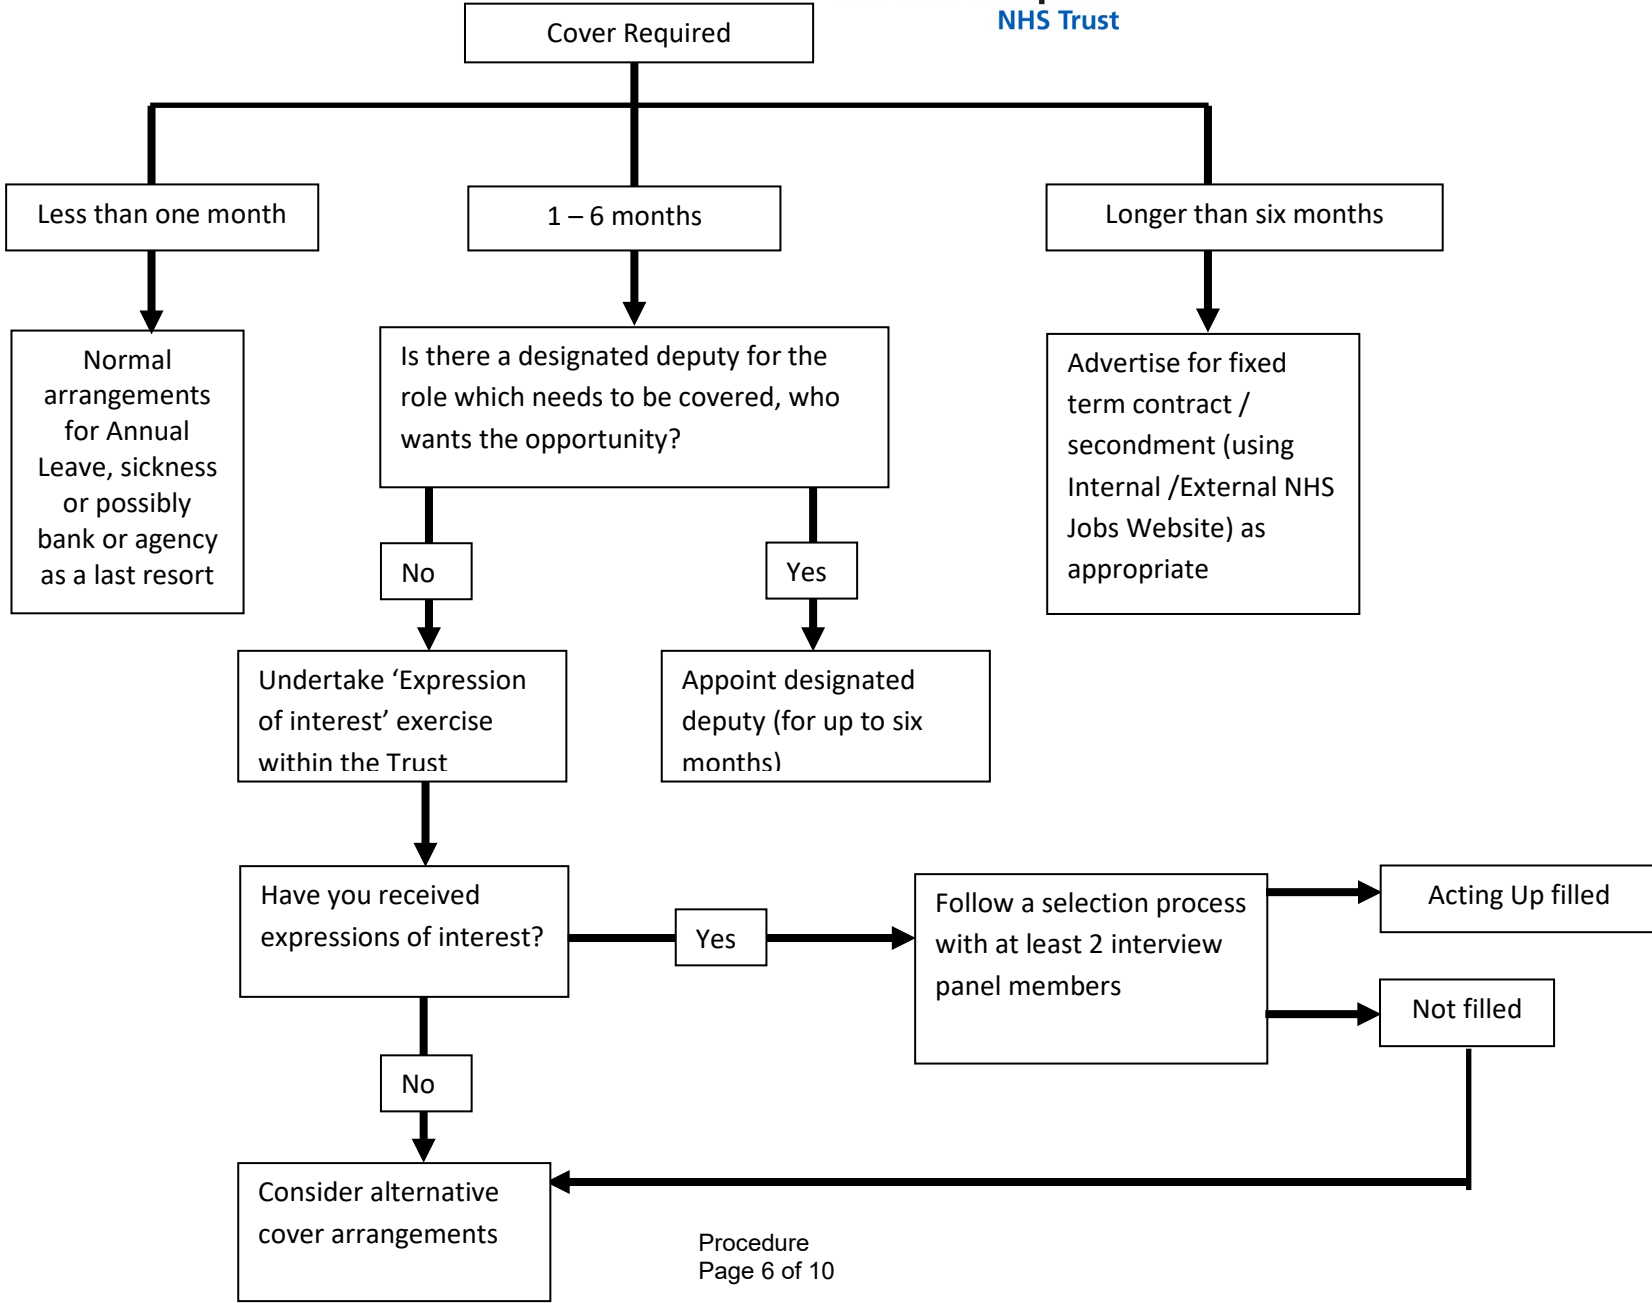 NHS Trust
Cover Required
Less than one month
1 – 6 months
Longer than six months
Normal
arrangements
for Annual
Leave, sickness
or possibly
bank or agency
as a last resort
Is there a designated deputy for the
role which needs to be covered, who
wants the opportunity?
Advertise for fixed
term contract /
secondment (using
Internal /External NHS
Jobs Website) as
appropriate
No
Yes
Undertake ‘Expression
of interest’ exercise
within the Trust
Appoint designated
deputy (for up to six
months)
Have you received
expressions of interest?
Yes
Follow a selection process
with at least 2 interview
panel members
Acting Up filled
Not filled
No
Consider alternative
cover arrangements
Procedure
Page 6 of 10